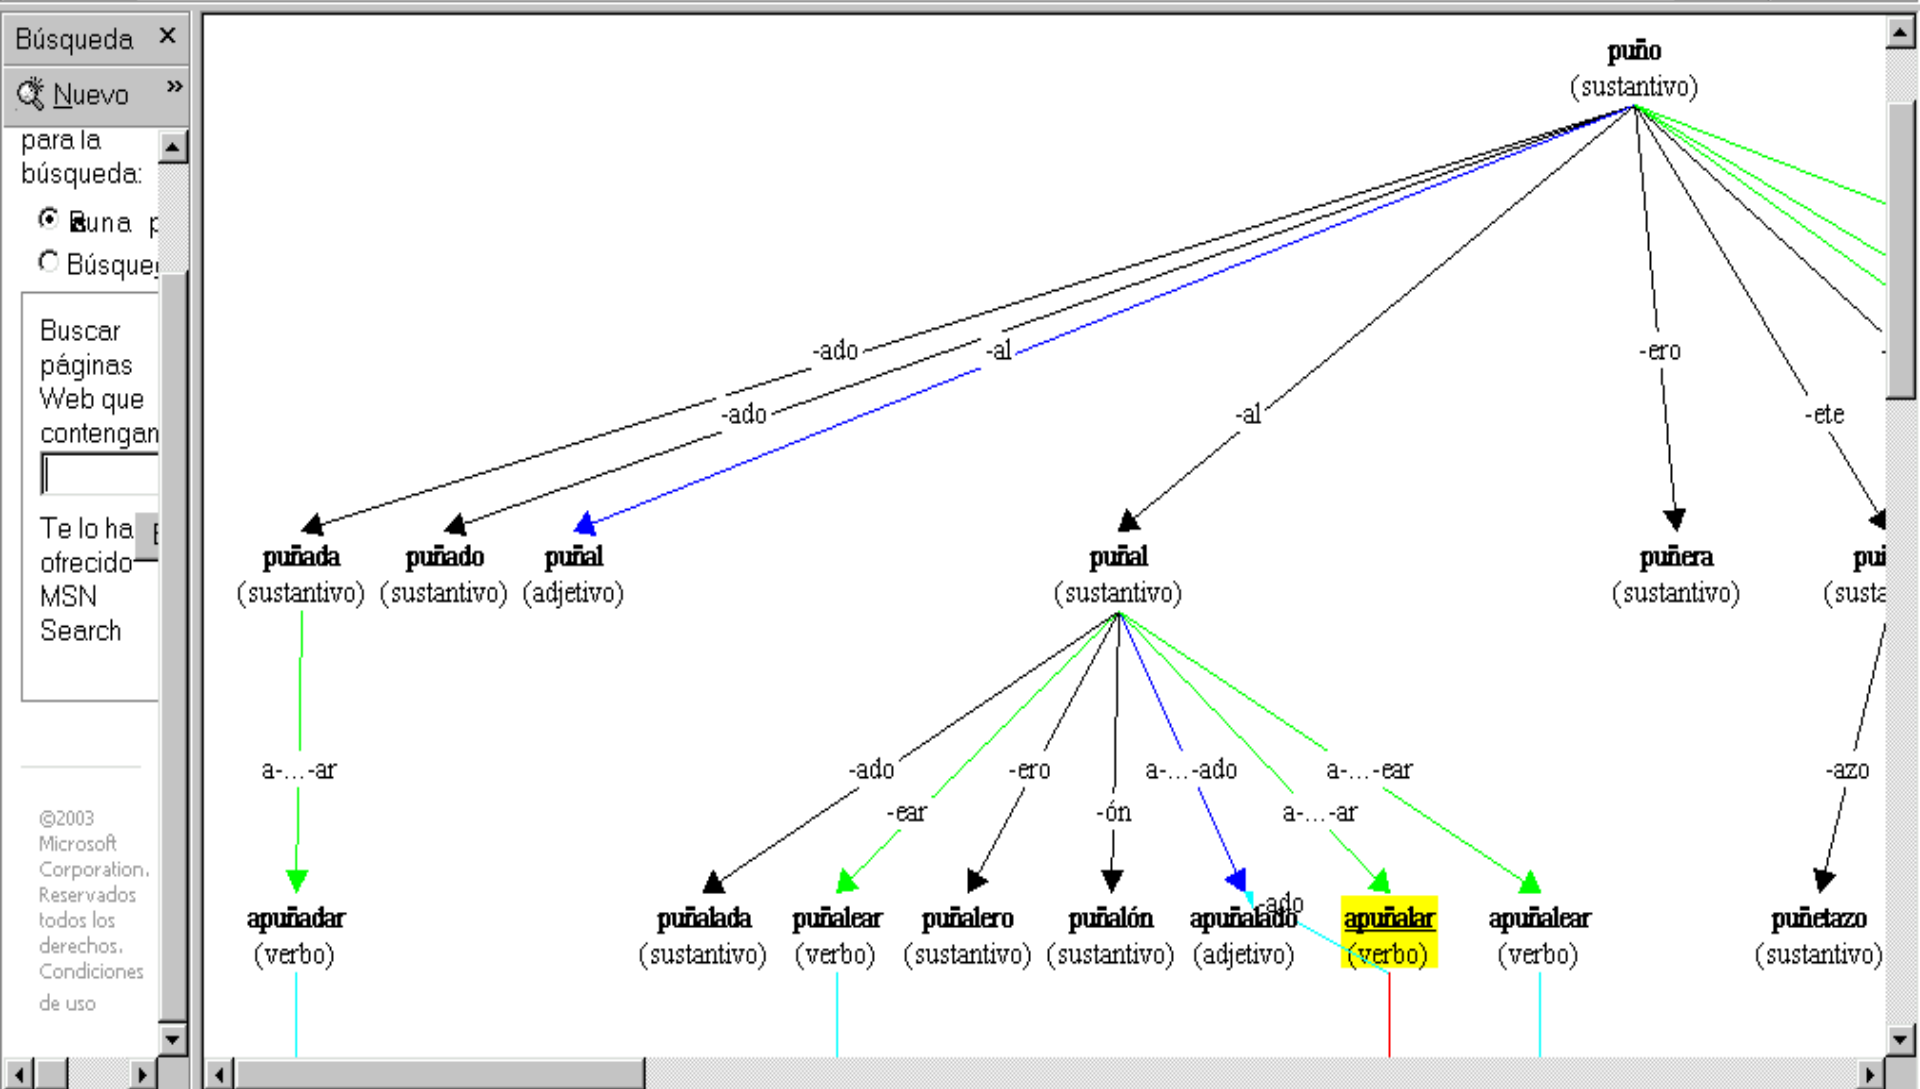 Búsqueda
Nuevo
para la
búsqueda:
una p
Búsque
Buscar
páginas
Web que
contengan
Te lo ha
ofrecido
MSN
Search
©2003
Microsoft
Corporation.
Reservados
todos los
derechos.
Condiciones
de uso
puño
(sustantivo)
-ado
-al
-ero
-ado
-al
-ete
puñada
puñado
puñal
puñal
puñera
(sustantivo)
(sustantivo)
(adjetivo)
(sustantivo)
(sustantivo)
(susta
a-...-ar
-ado
-ero
a-...-ado
a-...-ear
-azo
-ear
-ón
a-...-ar
-ado
apuñadar
puñalada
puñalear
puñalero
puñalón
apuñalado
apuñalar
apuñalear
puñetazo
(verbo)
(sustantivo)
(verbo)
(sustantivo)
(sustantivo)
(adjetivo)
(verbo)
(verbo)
(sustantivo)